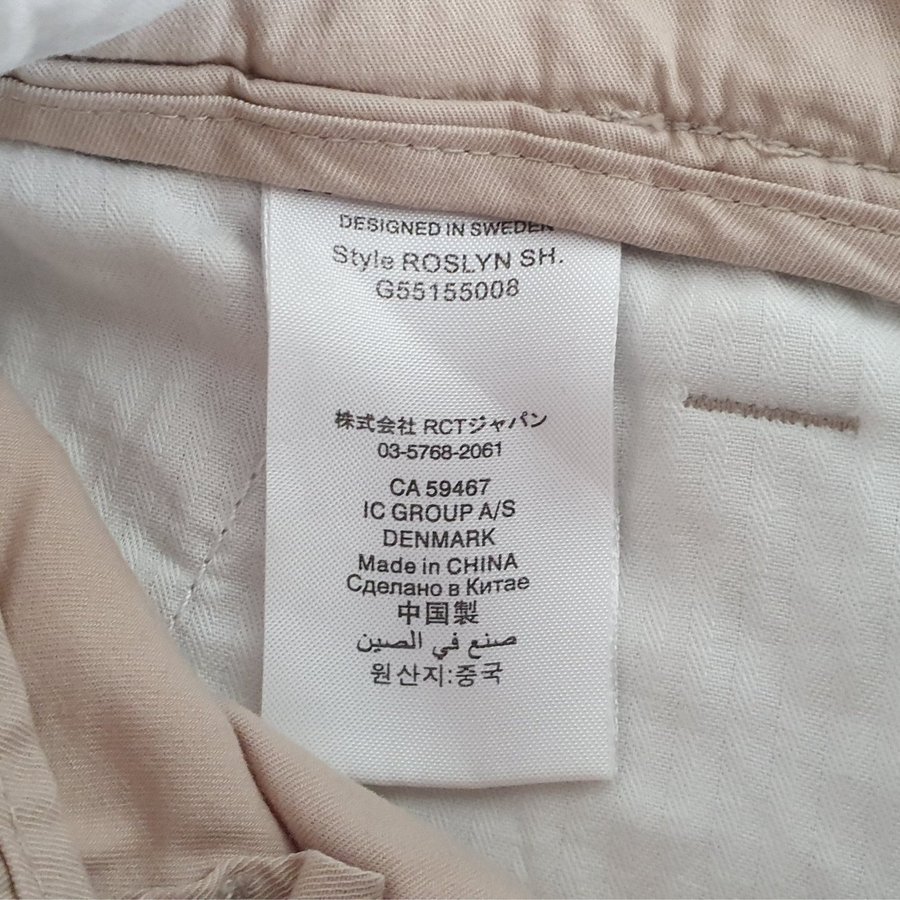 DESIGNED IN SWEDEN
Style ROSLYN SH.
G55155008
株式会社 RCTジャパン
03-5768-2061
CA 59467
IC GROUP A/S
DENMARK
Made in CHINA
Сделано в Китае
中国製
صنع في الصين
원산지:중국